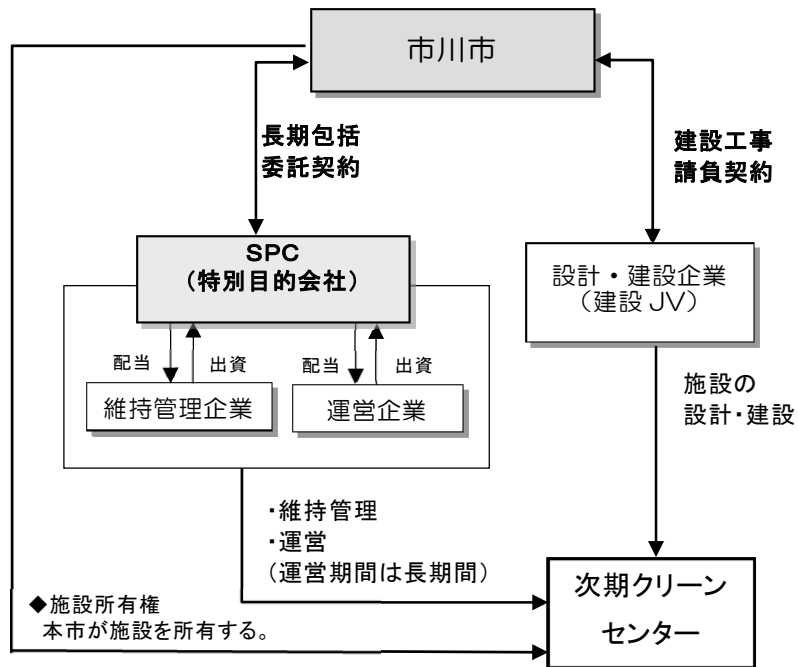 市川市
長期包括
委託契約
建設工事
請負契約
SPC
(特別目的会社)
設計・建設企業
(建設 JV)
配当
出資
配当
出資
維持管理企業
運営企業
施設の
設計・建設
・維持管理
・運営
(運営期間は長期間)
◆施設所有権
本市が施設を所有する。
次期クリーン
センター